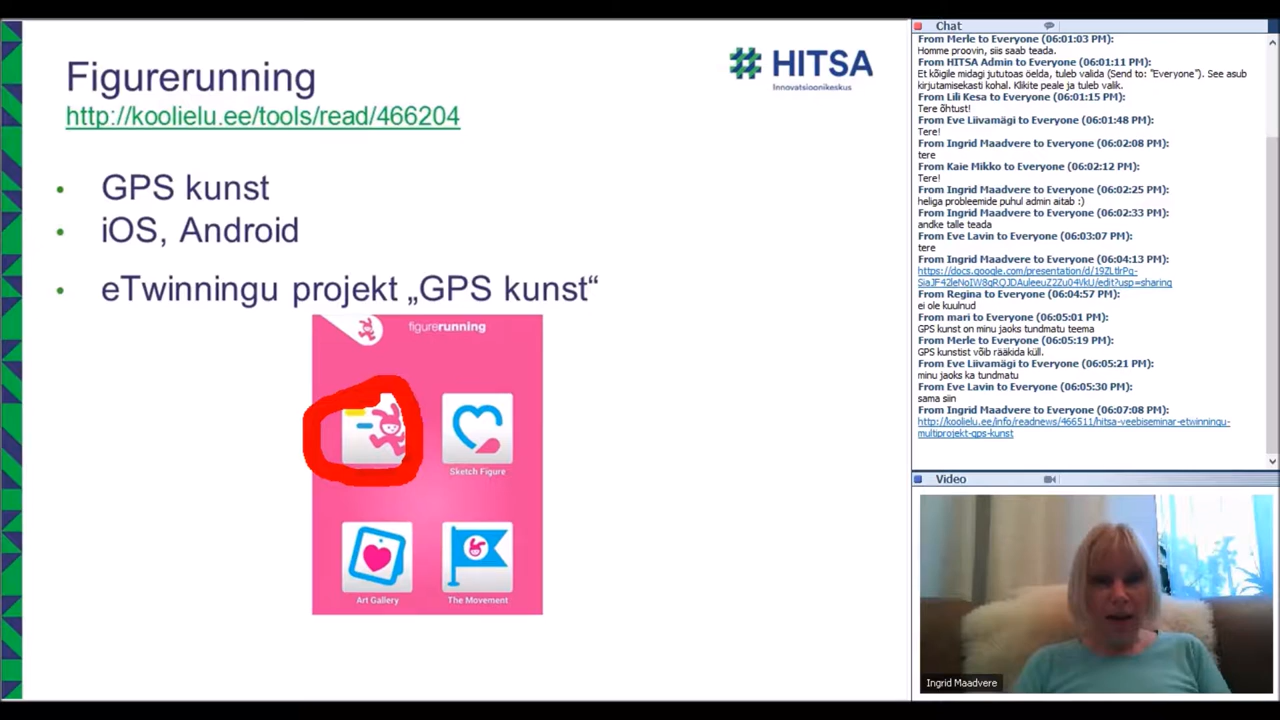 Figurerunning
http://koolielu.ee/tools/read/466204
HITSA
Innovatsioonikeskus
• GPS kunst
• iOS, Android
• eTwinningu projekt „GPS kunst“
figurerunning
Sketch Figure
Art Gallery
The Movement
Chat
From Merle to Everyone (06:01:03 PM):
Homme proovin, siis saab teada.
From HITSA Admin to Everyone (06:01:11 PM):
Et kõigile midagi jututoas öelda, tuleb valida (Send to: "Everyone"). See asub
kirjutamisekasti kohal. Klikite peale ja tuleb valik.
From Lili Kesa to Everyone (06:01:15 PM):
Tere õhtust!
From Eve Liivamägi to Everyone (06:01:48 PM):
Tere!
From Ingrid Maadvere to Everyone (06:02:08 PM):
tere
From Kaie Mikko to Everyone (06:02:12 PM):
Tere!
From Ingrid Maadvere to Everyone (06:02:25 PM):
heliga probleemide puhul admin aitab :)
From Ingrid Maadvere to Everyone (06:02:33 PM):
andke talle teada
From Eve Lavin to Everyone (06:03:07 PM):
tere
From Ingrid Maadvere to Everyone (06:04:13 PM):
https://docs.google.com/presentation/d/19ZLtlrPq-
From Regina to Everyone (06:04:57 PM):
ei ole kuulnud
From mari to Everyone (06:05:01 PM):
GPS kunst on minu jaoks tundmatu teema
From Merle to Everyone (06:05:19 PM):
GPS kunstist võib rääkida küll.
From Eve Liivamägi to Everyone (06:05:21 PM):
minu jaoks ka tundmatu
From Eve Lavin to Everyone (06:05:30 PM):
sama siin
From Ingrid Maadvere to Everyone (06:07:08 PM):
http://koolielu.ee/info/readnews/466511/hitsa-veebiseminar-etwinningu-
multiprojekt-gps-kunst
Video
Ingrid Maadvere